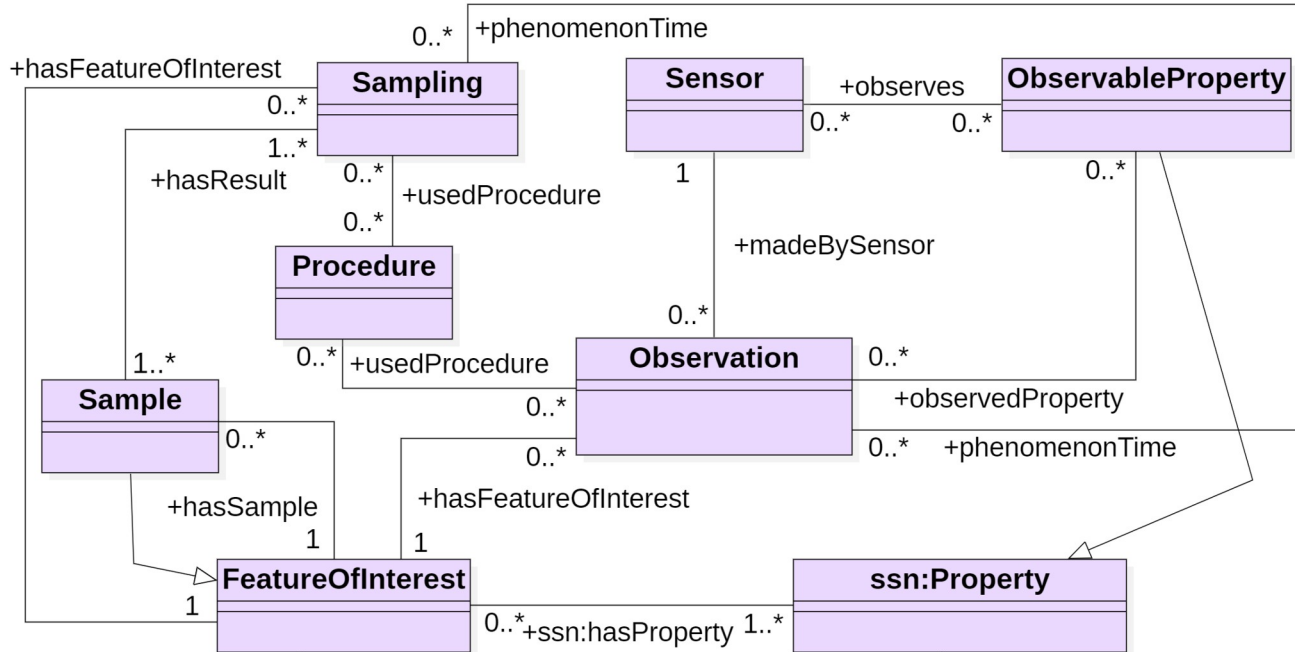 +phenomenonTime
0..*
+hasFeatureOfInterest
Sampling
Sensor
ObservableProperty
+observes
0..*
0..*
0..*
1..*
0..*
0..*
1
+hasResult
+usedProcedure
0..*
+madeBySensor
Procedure
0..*
0..*
+usedProcedure
Observation
0..*
1..*
Sample
0..*
+observedProperty
0..*
0..*
0..*
+phenomenonTime
+hasFeatureOfInterest
+hasSample
1
1
FeatureOfInterest
ssn:Property
1
0..*
+ssn:hasProperty
1..*